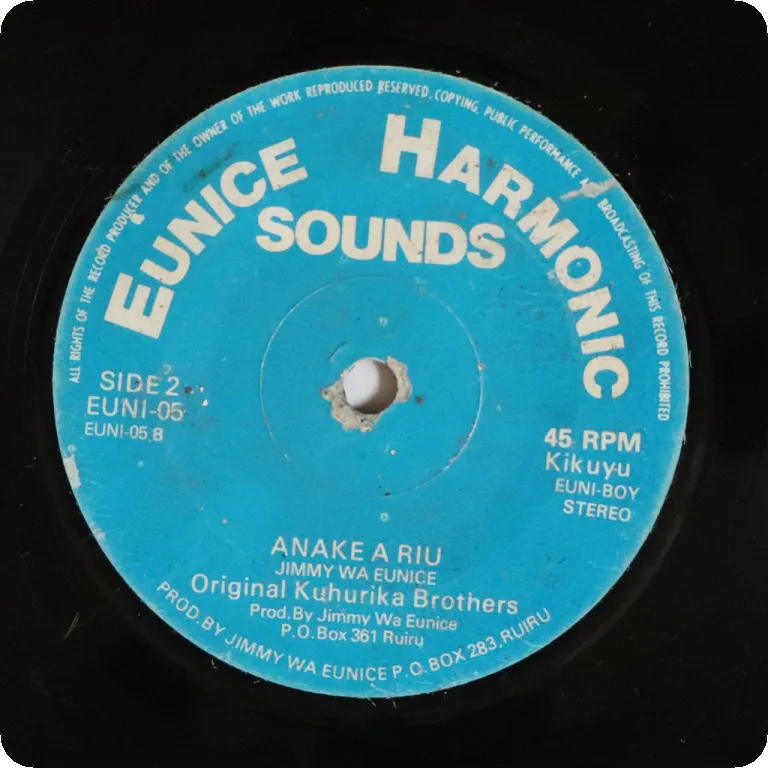 ALL RIGHTS OF THE RECORD PRODUCER AND OF THE OWNER OF THE WORK REPRODUCED RESERVED. COPYING, PUBLIC PERFORMANCE BROADCASTING OF THIS RECORD PROHIBITED
EUNICE HARMONIC
SOUNDS
SIDE 2
EUNI-05
EUNI-05 B
45 RPM
Kikuyu
EUNI-BOY
STEREO
ANAKE A RIU
JIMMY WA EUNICE
Original Kuhurika Brothers
Prod.By Jimmy Wa Eunice
P.O.Box 361 Ruiru
PROD.BY JIMMY WA EUNICE P.O.BOX 283,RUIRU